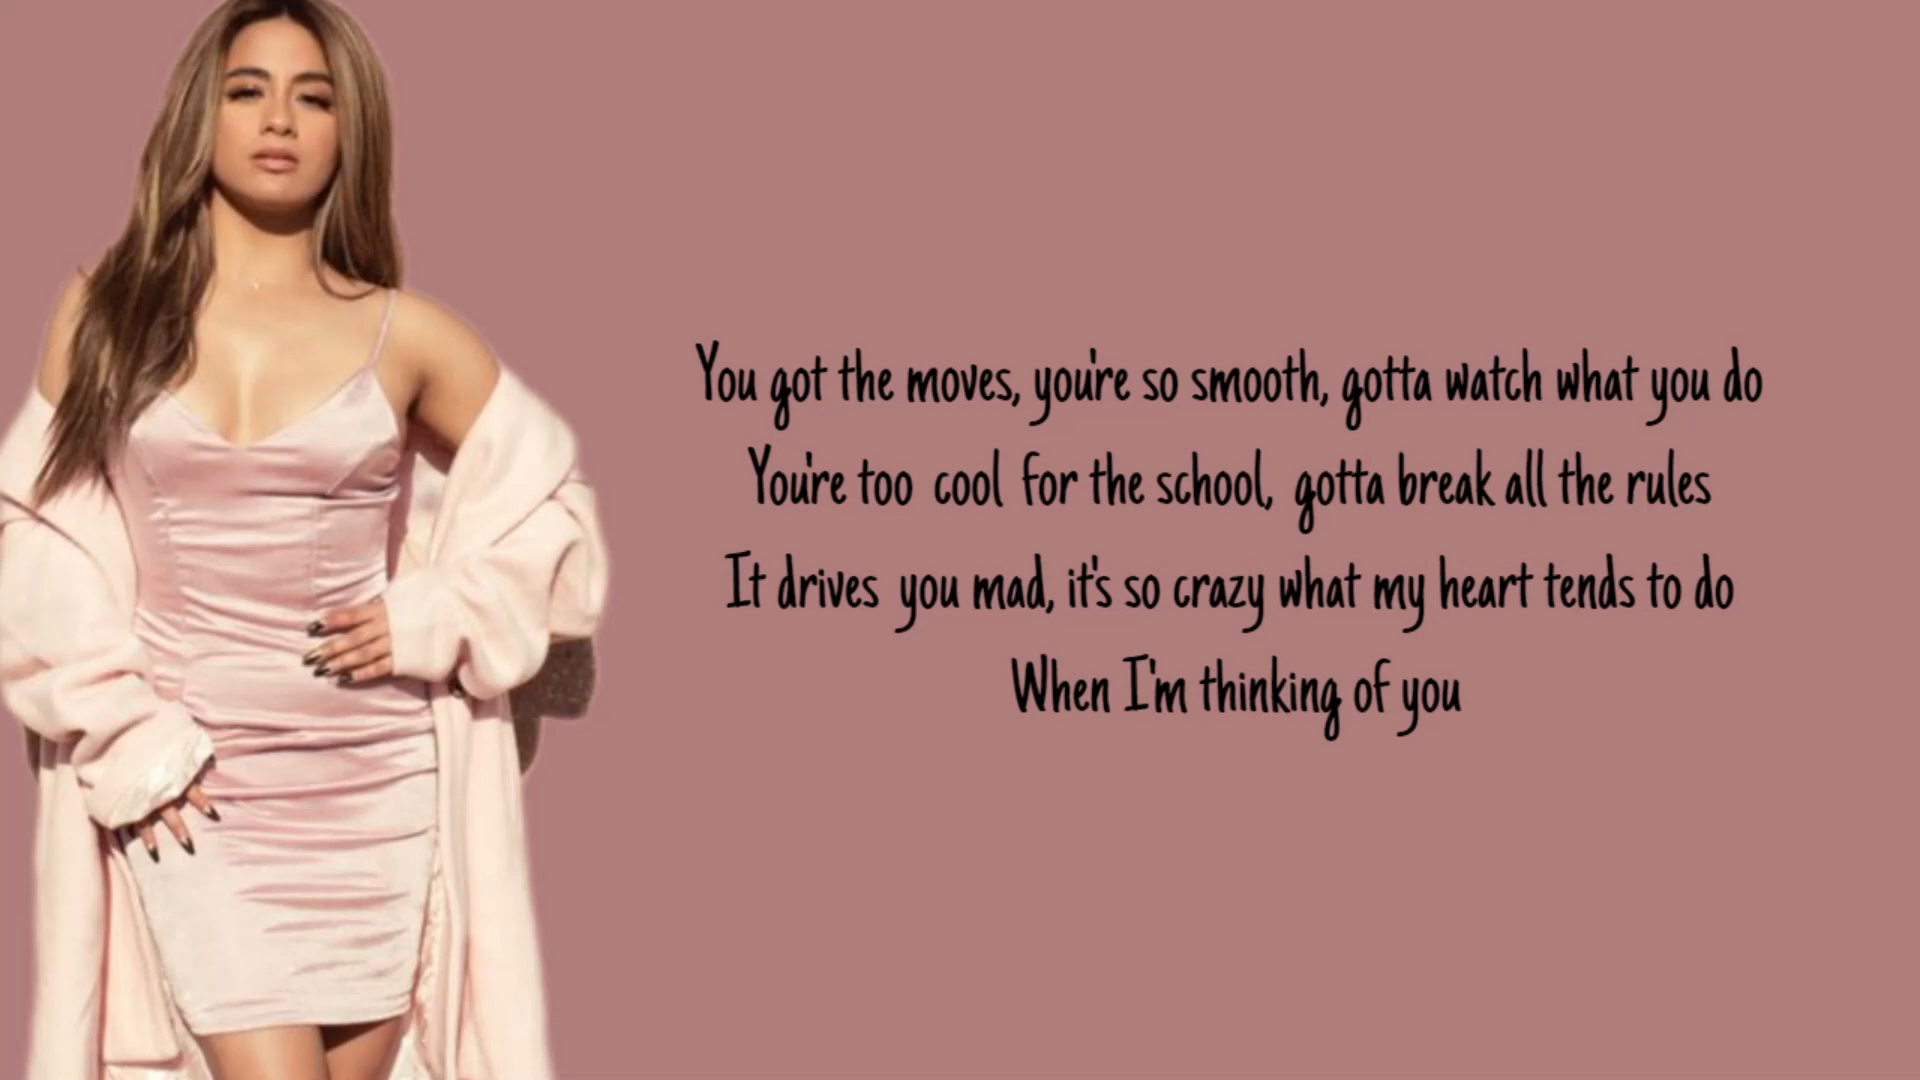 You got the moves, you're so smooth, gotta watch what you do
You're too cool for the school, gotta break all the rules
It drives you mad, it's so crazy what my heart tends to do
When I'm thinking of you